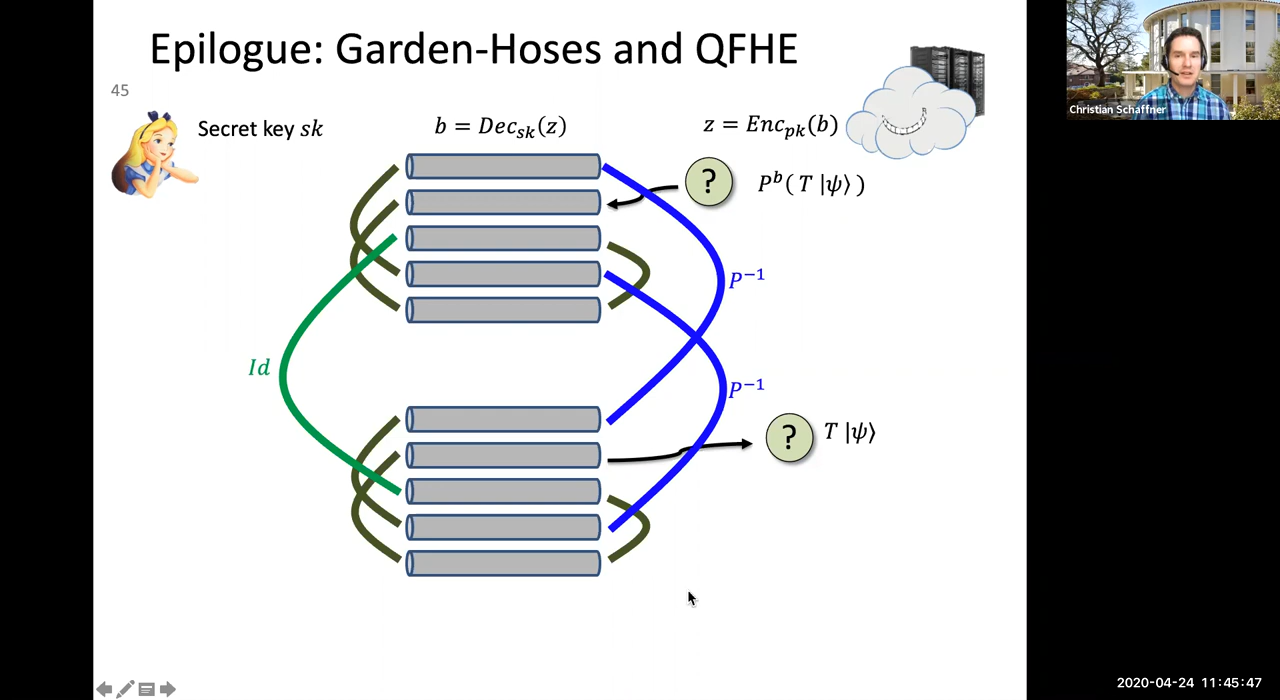 Epilogue: Garden-Hoses and QFHE
45
Secret key sk
b = Dec_sk(z)
z = Enc_pk(b)
?
P^b( T |ψ⟩ )
P^−1
Id
P^−1
?
T |ψ⟩
Christian Schaffner
2020-04-24 11:45:47